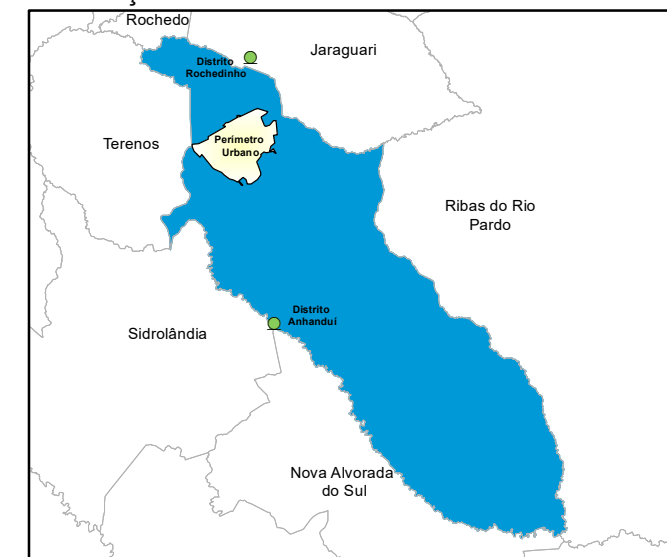 Rochedo
Jaraguari
Distrito
Rochedinho
Terenos
Perímetro
Urbano
Ribas do Rio
Pardo
Distrito
Anhanduí
Sidrolândia
Nova Alvorada
do Sul